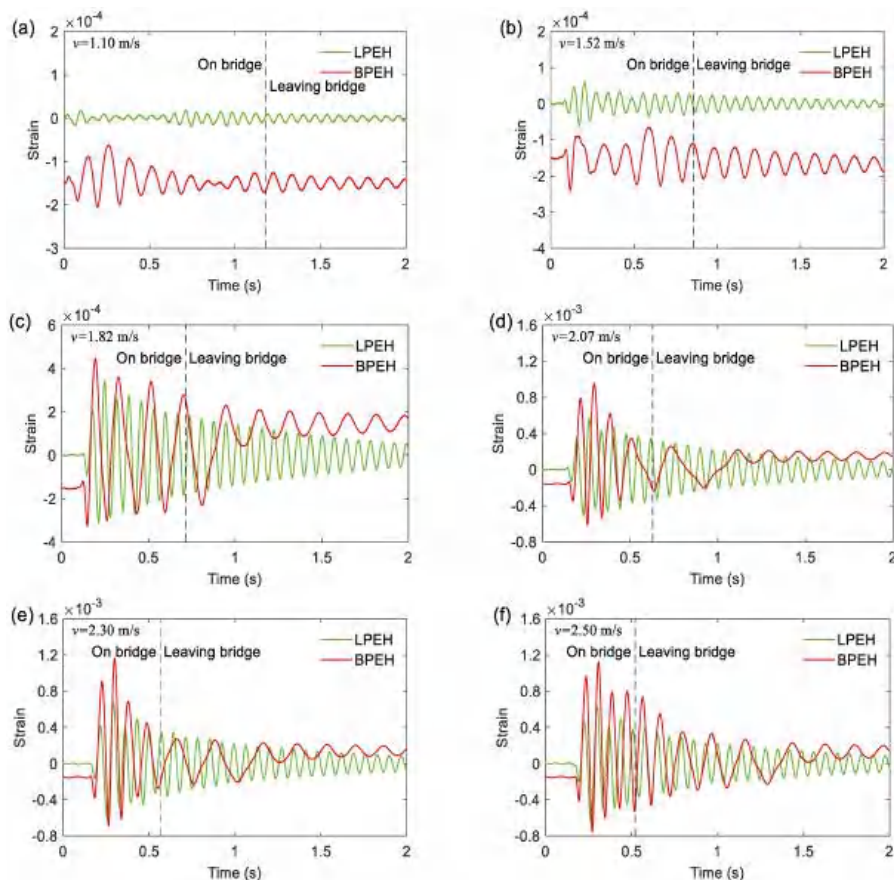 (a)
×10⁻⁴
v=1.10 m/s
LPEH
BPEH
On bridge
Leaving bridge
2
1
0
-1
-2
-3
Strain
0 0.5 1 1.5 2
Time (s)
(b)
×10⁻⁴
v=1.52 m/s
LPEH
BPEH
On bridge Leaving bridge
2
1
0
-1
-2
-3
-4
Strain
0 0.5 1 1.5 2
Time (s)
(c)
×10⁻⁴
v=1.82 m/s
On bridge Leaving bridge
LPEH
BPEH
6
4
2
0
-2
-4
Strain
0 0.5 1 1.5 2
Time (s)
(d)
×10⁻³
v=2.07 m/s
On bridge Leaving bridge
LPEH
BPEH
1.6
1.2
0.8
0.4
0
-0.4
-0.8
Strain
0 0.5 1 1.5 2
Time (s)
(e)
×10⁻³
v=2.30 m/s
On bridge Leaving bridge
LPEH
BPEH
1.6
1.2
0.8
0.4
0
-0.4
-0.8
Strain
0 0.5 1 1.5 2
Time (s)
(f)
×10⁻³
v=2.50 m/s
On bridge Leaving bridge
LPEH
BPEH
1.6
1.2
0.8
0.4
0
-0.4
-0.8
Strain
0 0.5 1 1.5 2
Time (s)